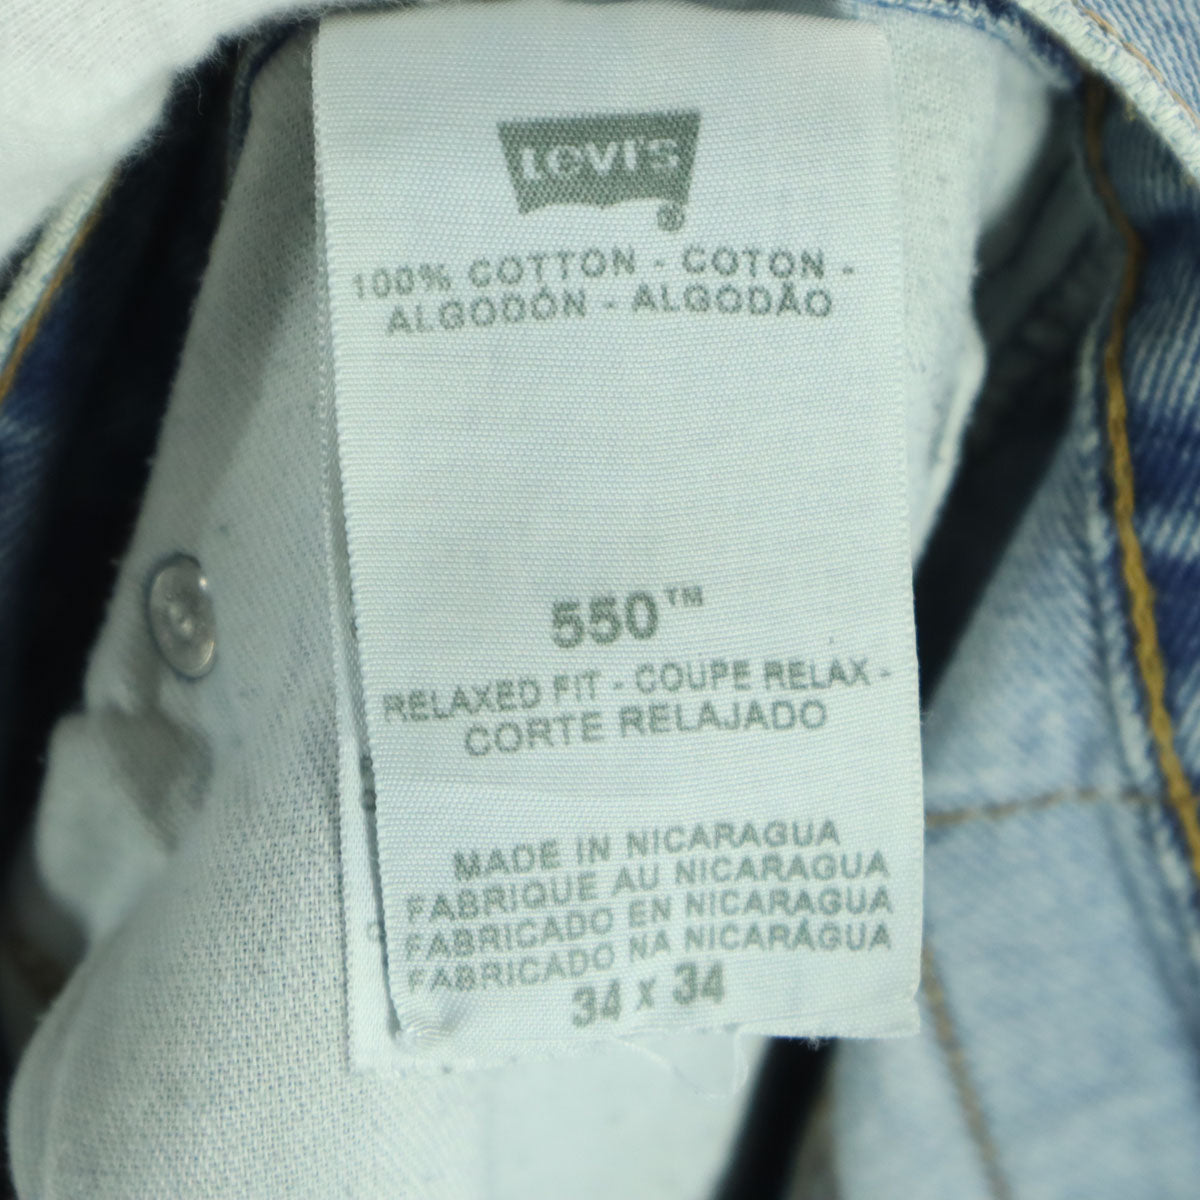 LEVI'S
®
100% COTTON - COTON -
ALGODÓN - ALGODÃO
550™
RELAXED FIT - COUPE RELAX -
CORTE RELAJADO
MADE IN NICARAGUA
FABRIQUE AU NICARAGUA
FABRICADO EN NICARAGUA
FABRICADO NA NICARÁGUA
34 x 34